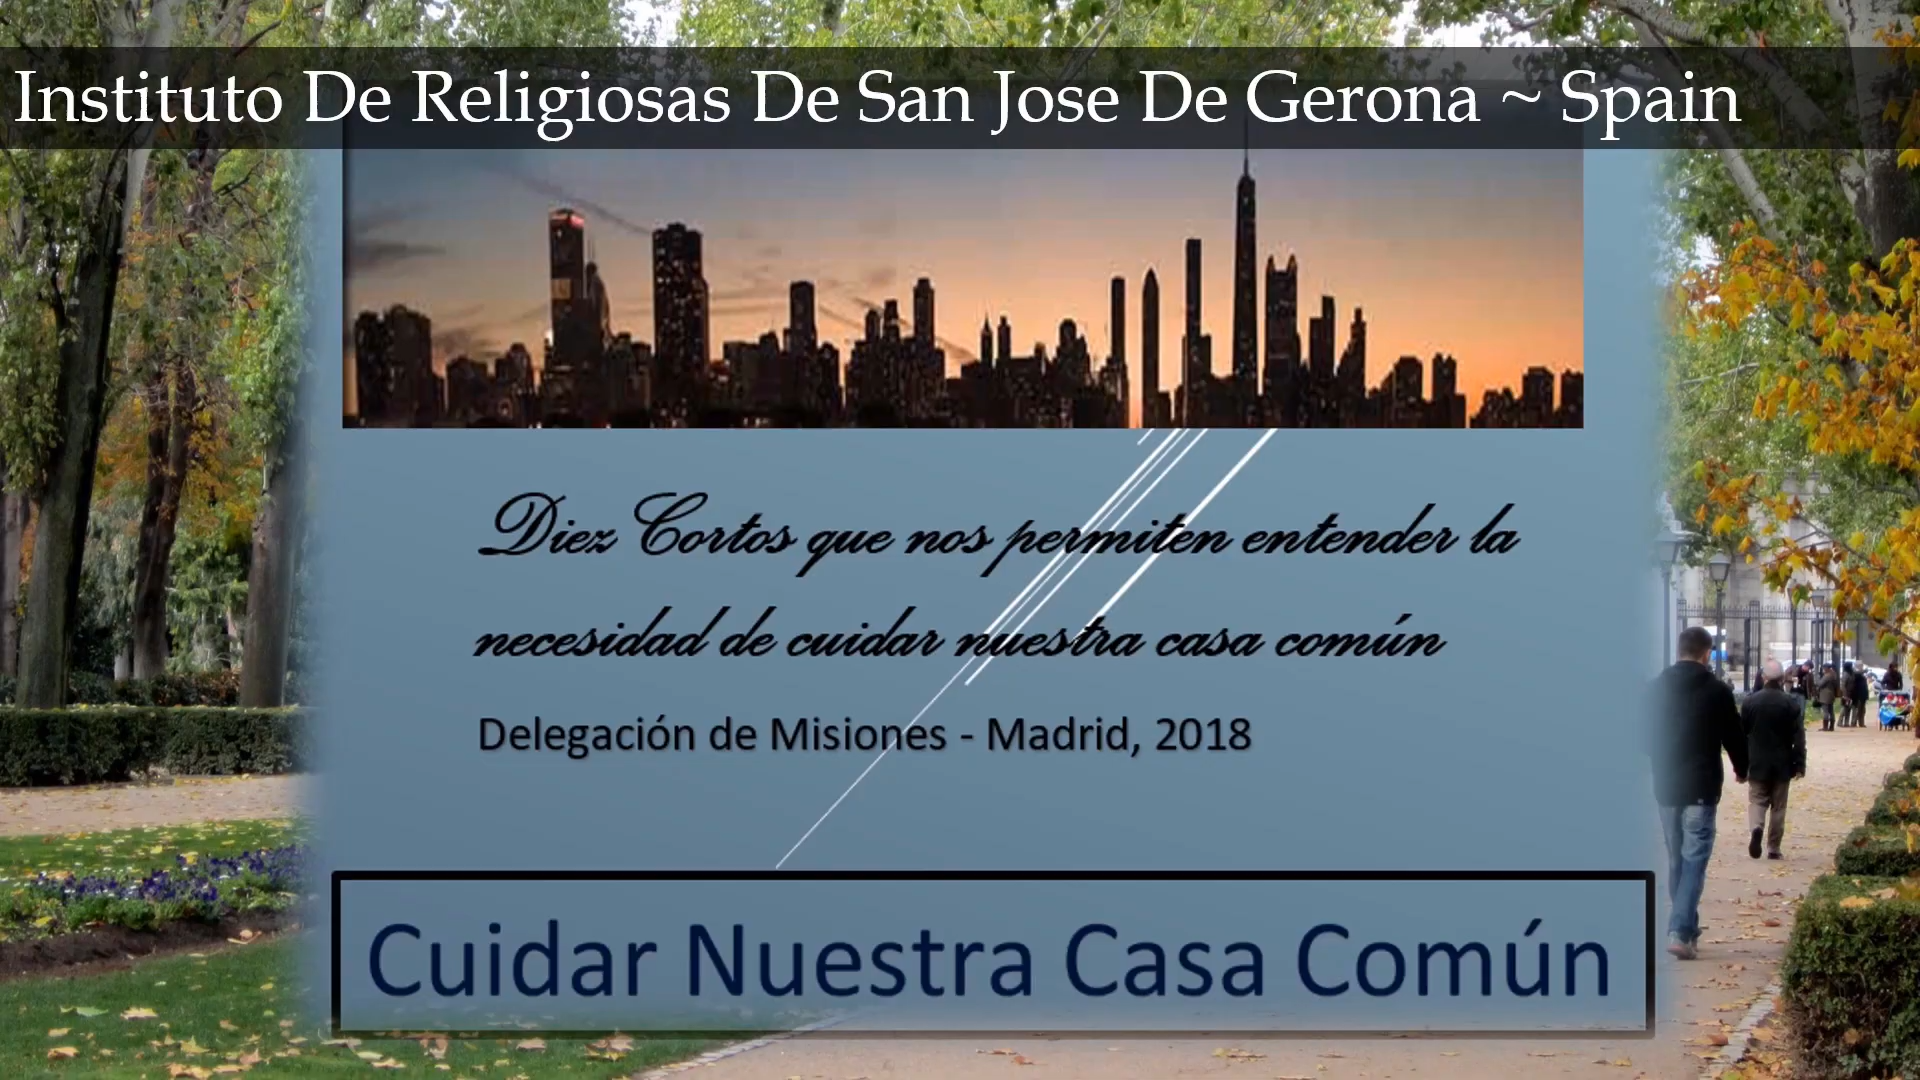 Instituto De Religiosas De San Jose De Gerona ~ Spain
Diez Cortos que nos permiten entender la
necesidad de cuidar nuestra casa común
Delegación de Misiones - Madrid, 2018
Cuidar Nuestra Casa Común